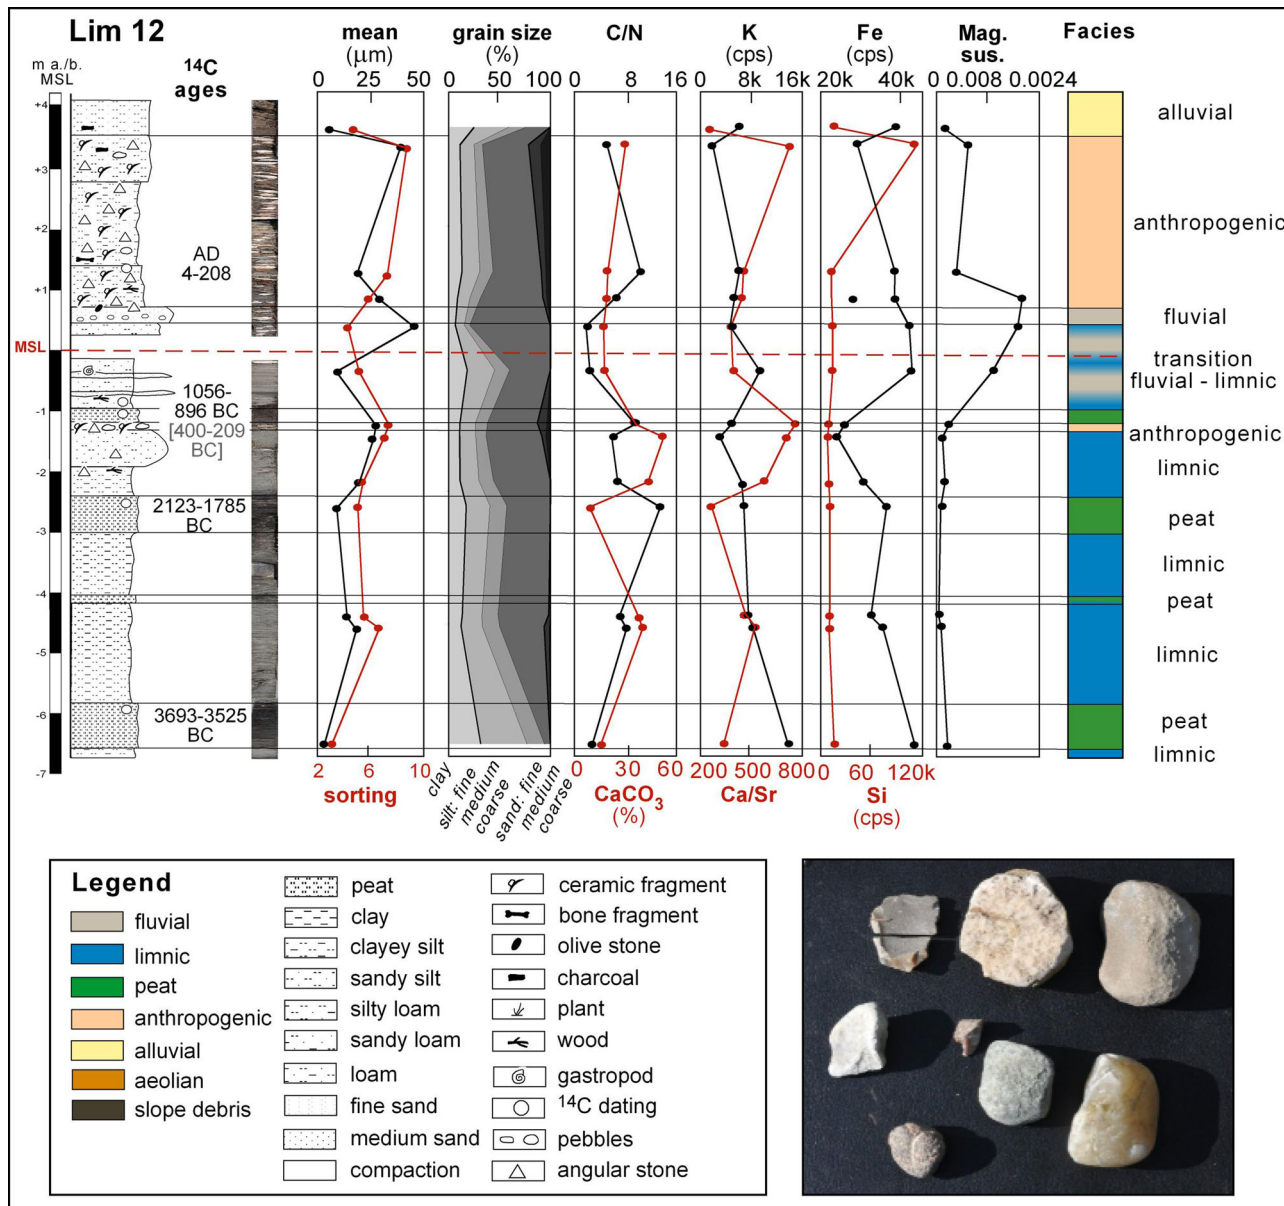 Lim 12
m a./b.
MSL
14C
ages
mean
(μm)
grain size
(%)
C/N
K
(cps)
Fe
(cps)
Mag.
sus.
Facies
0 25 50
0 50 100
0 8 16
0 8 16k
20k 40k
0 0.008 0.0024
+4
+3
+2
+1
MSL
-1
-2
-3
-4
-5
-6
-7
AD
4-208
1056-
896 BC
[400-209
BC]
2123-1785
BC
3693-3525
BC
alluvial
anthropogenic
fluvial
transition
fluvial - limnic
anthropogenic
limnic
peat
limnic
peat
limnic
peat
limnic
2 6 10
sorting
clay
silt: fine
medium
coarse
sand: fine
medium
coarse
0 30 60
CaCO3
(%)
200 500 800
Ca/Sr
0 60 120k
Si
(cps)
Legend
fluvial
limnic
peat
anthropogenic
alluvial
aeolian
slope debris
peat
clay
clayey silt
sandy silt
silty loam
sandy loam
loam
fine sand
medium sand
compaction
ceramic fragment
bone fragment
olive stone
charcoal
plant
wood
gastropod
14C dating
pebbles
angular stone